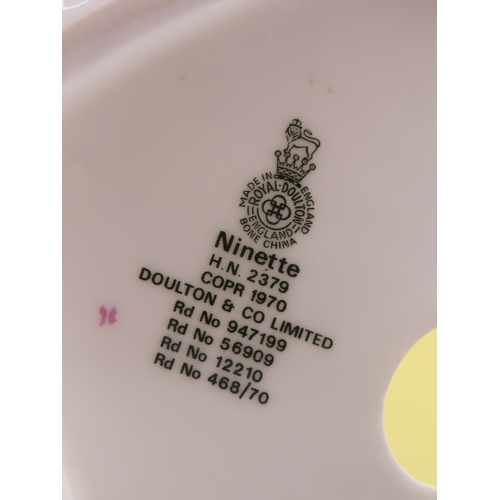 MADE IN ENGLAND
ROYAL·DOULTON
ENGLAND
BONE CHINA
Ninette
H.N. 2379
COPR 1970
DOULTON & CO LIMITED
Rd No 947199
Rd No 56909
Rd No 12210
Rd No 468/70